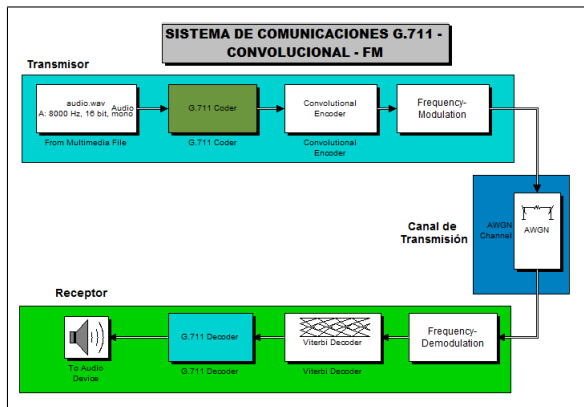 SISTEMA DE COMUNICACIONES G.711 -
CONVOLUCIONAL - FM
Transmisor
audio.wav
A: 8000 Hz, 16 bit, mono
Audio
From Multimedia File
G.711 Coder
G.711 Coder
Convolutional
Encoder
Convolutional
Encoder
Frequency-
Modulation
Canal de
Transmisión
AWGN
Channel
AWGN
Receptor
To Audio
Device
G.711 Decoder
G.711 Decoder
Viterbi Decoder
Viterbi Decoder
Frequency-
Demodulation